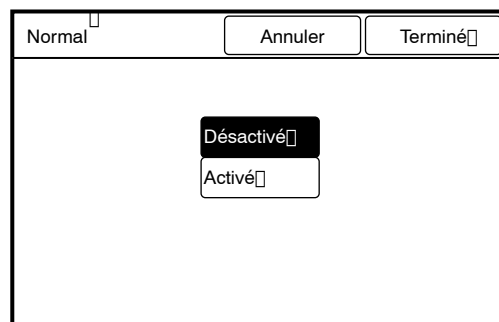 Normal
Annuler
Terminé
Désactivé
Activé